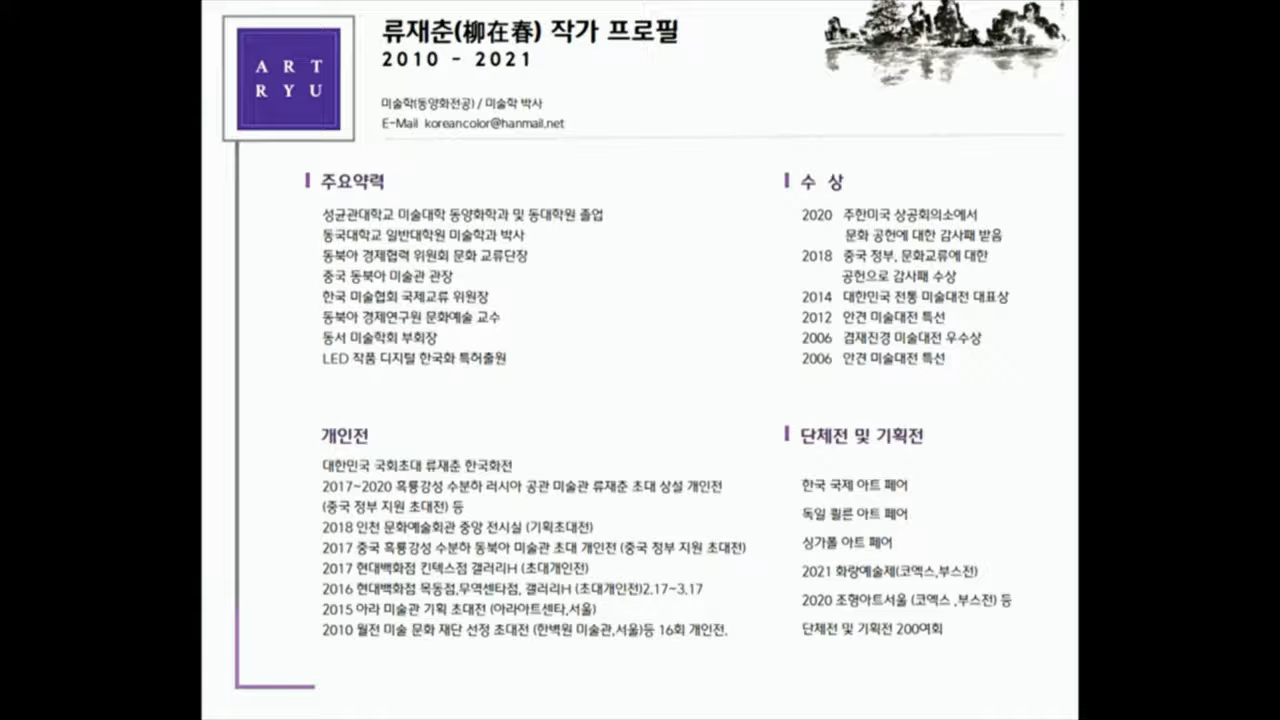 ART
RYU
류재춘(柳在春) 작가 프로필
2010 - 2021
미술학(동양화전공) / 미술학 박사
E-Mail koreancolor@hanmail.net
주요약력
성균관대학교 미술대학 동양화학과 및 동대학원 졸업
동국대학교 일반대학원 미술학과 박사
동북아 경제협력 위원회 문화 교류단장
중국 동북아 미술관 관장
한국 미술협회 국제교류 위원장
동북아 경제연구원 문화예술 교수
동서 미술학회 부회장
LED 작품 디지털 한국화 특허출원
수 상
2020 주한미국 상공회의소에서
문화 공헌에 대한 감사패 받음
2018 중국 정부, 문화교류에 대한
공헌으로 감사패 수상
2014 대한민국 전통 미술대전 대표상
2012 안견 미술대전 특선
2006 겸재진경 미술대전 우수상
2006 안견 미술대전 특선
개인전
대한민국 국회초대 류재춘 한국화전
2017~2020 흑룡강성 수분하 러시아 공관 미술관 류재춘 초대 상설 개인전
(중국 정부 지원 초대전) 등
2018 인천 문화예술회관 중앙 전시실 (기획초대전)
2017 중국 흑룡강성 수분하 동북아 미술관 초대 개인전 (중국 정부 지원 초대전)
2017 현대백화점 킨텍스점 갤러리H (초대개인전)
2016 현대백화점 목동점,무역센타점, 갤러리H (초대개인전)2.17~3.17
2015 아라 미술관 기획 초대전 (아라아트센타,서울)
2010 월전 미술 문화 재단 선정 초대전 (한벽원 미술관,서울)등 16회 개인전.
단체전 및 기획전
한국 국제 아트 페어
독일 퀼른 아트 페어
싱가폴 아트 페어
2021 화랑예술제(코엑스,부스전)
2020 조형아트서울 (코엑스 ,부스전) 등
단체전 및 기획전 200여회